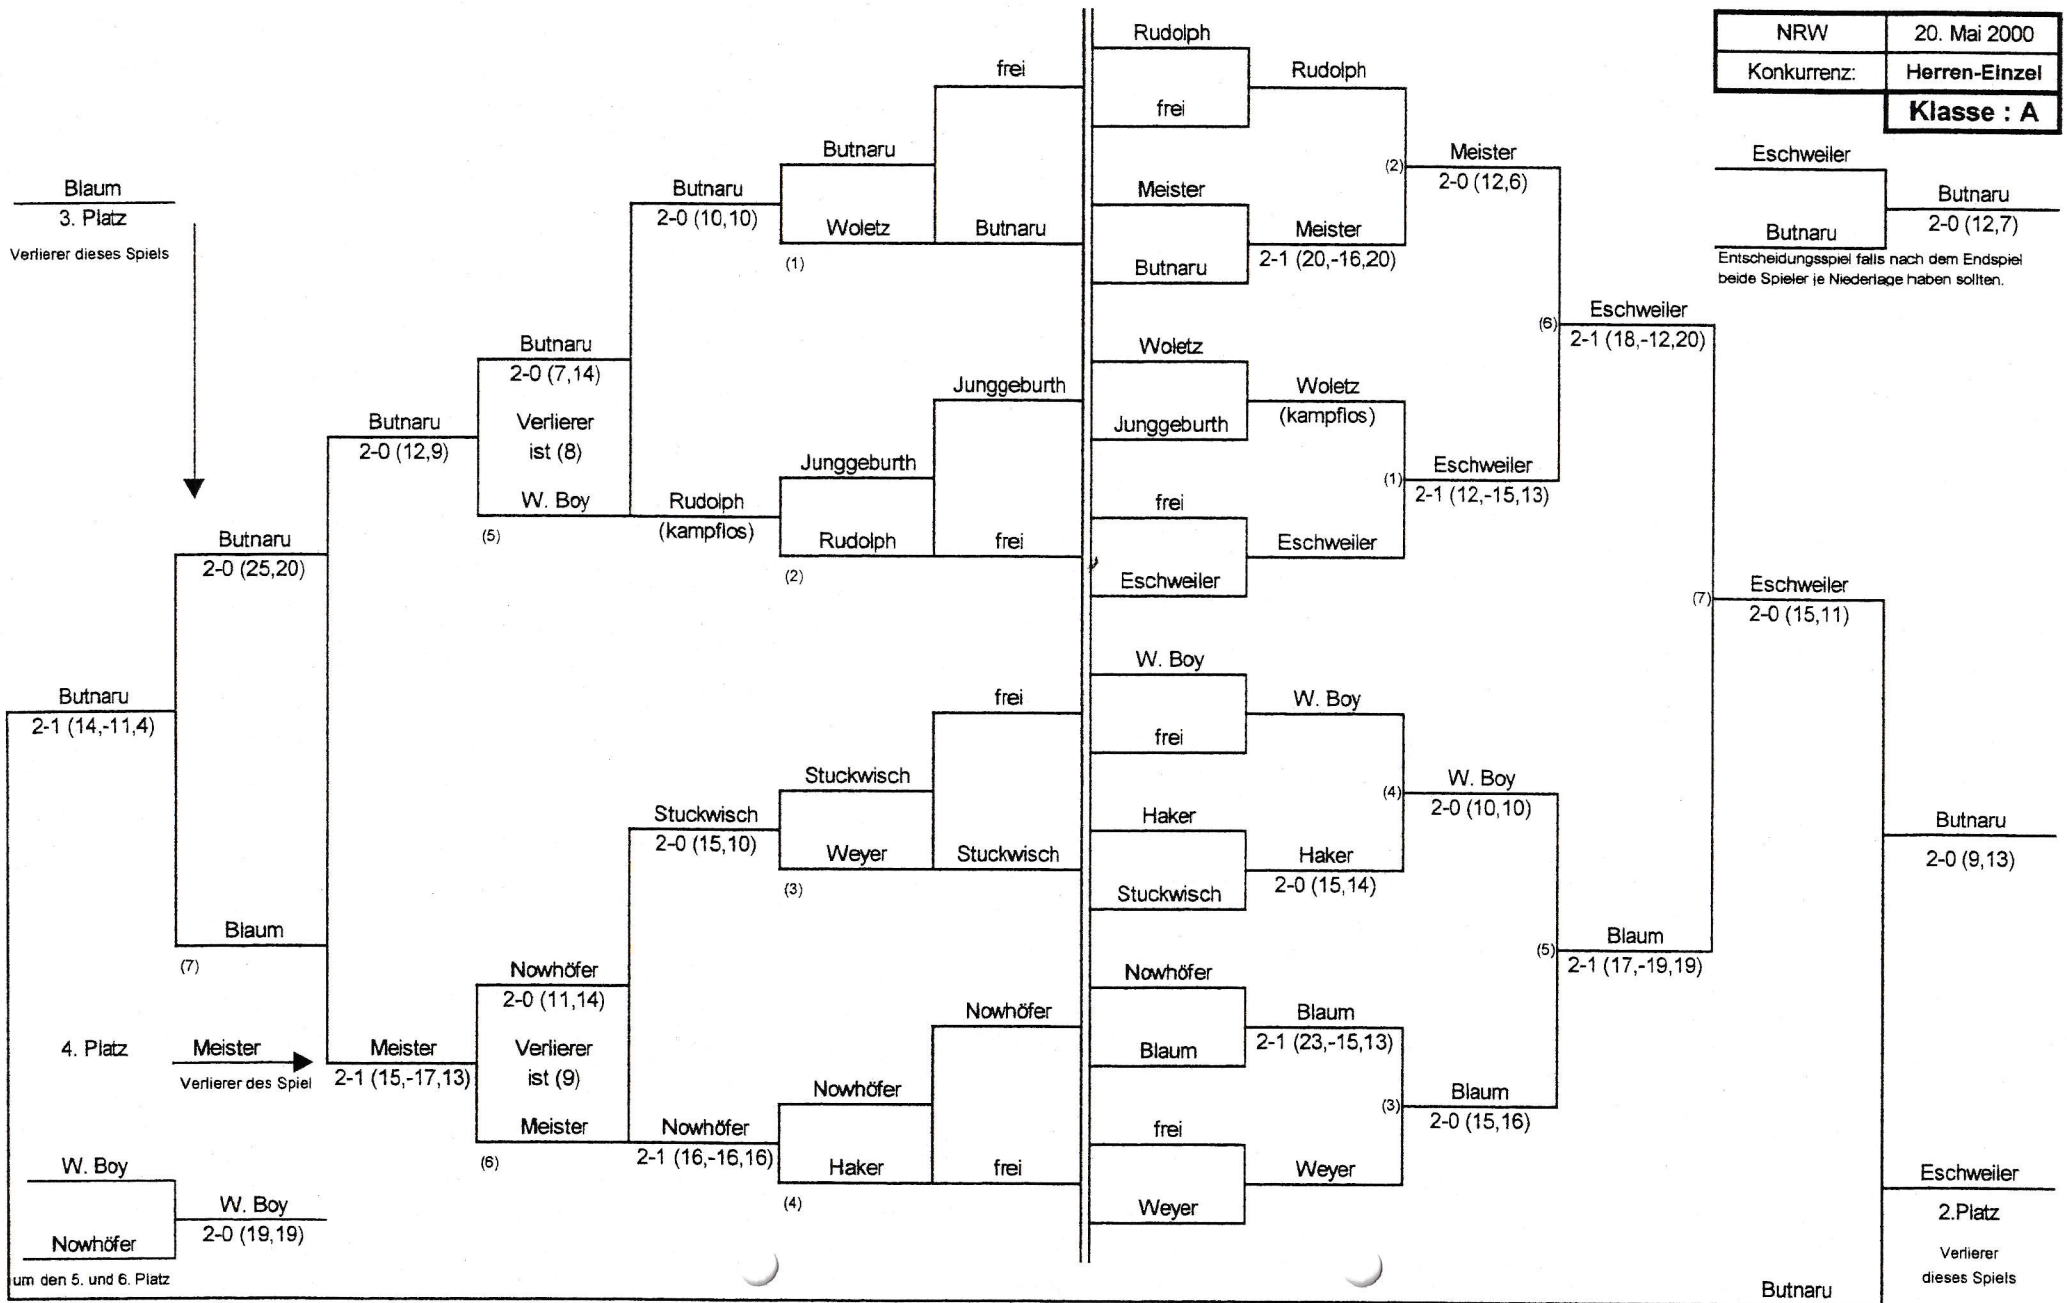 NRW 20. Mai 2000
Konkurrenz: Herren-Einzel
Klasse : A
Blaum
3. Platz
Verlierer dieses Spiels
Butnaru
2-1 (14,-11,4)
4. Platz
Meister
Verlierer des Spiel
W. Boy
Nowhöfer
um den 5. und 6. Platz
W. Boy
2-0 (19,19)
Butnaru
2-0 (25,20)
Blaum
(7)
Butnaru
2-0 (12,9)
Meister
2-1 (15,-17,13)
Butnaru
2-0 (7,14)
Verlierer
ist (8)
W. Boy
(5)
Nowhöfer
2-0 (11,14)
Verlierer
ist (9)
Meister
(6)
Butnaru
2-0 (10,10)
Rudolph
(kampflos)
Stuckwisch
2-0 (15,10)
Nowhöfer
2-1 (16,-16,16)
Butnaru
Woletz
(1)
Junggeburth
Rudolph
(2)
Stuckwisch
Weyer
(3)
Nowhöfer
Haker
(4)
frei
Butnaru
Junggeburth
frei
frei
Stuckwisch
Nowhöfer
frei
Rudolph
frei
Meister
Butnaru
Woletz
Junggeburth
frei
Eschweiler
W. Boy
frei
Haker
Stuckwisch
Nowhöfer
Blaum
frei
Weyer
Rudolph
Meister
2-1 (20,-16,20)
Woletz
(kampflos)
Eschweiler
W. Boy
Haker
2-0 (15,14)
Blaum
2-1 (23,-15,13)
Weyer
(2)
Meister
2-0 (12,6)
(1)
Eschweiler
2-1 (12,-15,13)
(4)
W. Boy
2-0 (10,10)
(3)
Blaum
2-0 (15,16)
(6)
Eschweiler
2-1 (18,-12,20)
(5)
Blaum
2-1 (17,-19,19)
(7)
Eschweiler
2-0 (15,11)
Butnaru
Butnaru
2-0 (9,13)
Eschweiler
2.Platz
Verlierer
dieses Spiels
Eschweiler
Butnaru
Butnaru
2-0 (12,7)
Entscheidungsspiel falls nach dem Endspiel
beide Spieler je Niederlage haben sollten.